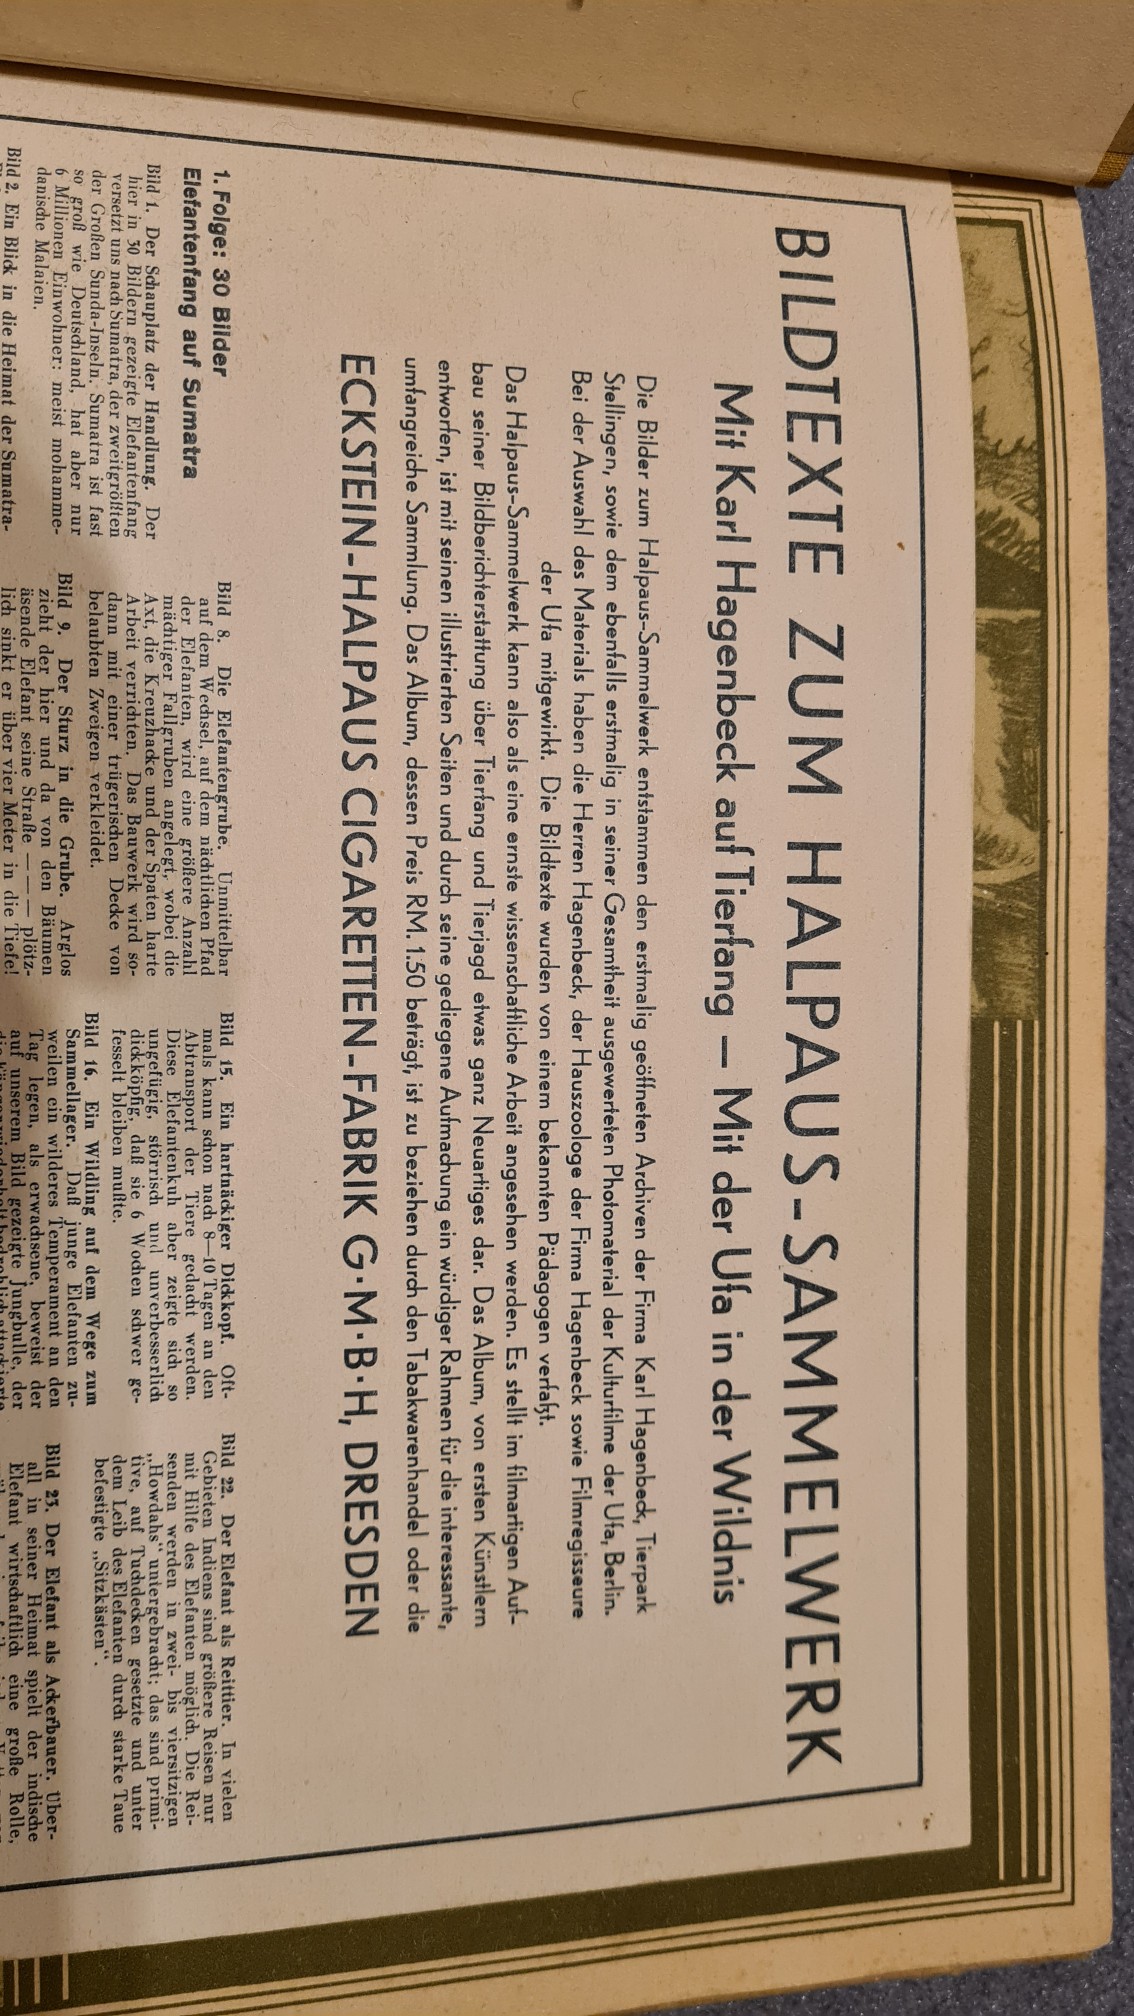 BILDTEXTE ZUM HALPAUS-SAMMELWERK
Mit Karl Hagenbeck auf Tierfang — Mit der Ufa in der Wildnis
Die Bilder zum Halpaus-Sammelwerk entstammen den erstmalig geöffneten Archiven der Firma Karl Hagenbeck, Tierpark
Stellingen, sowie dem ebenfalls erstmalig in seiner Gesamtheit ausgewerteten Photomaterial der Kulturfilme der Ufa, Berlin.
Bei der Auswahl des Materials haben die Herren Hagenbeck, der Hauszoologe der Firma Hagenbeck sowie Filmregisseure
der Ufa mitgewirkt. Die Bildtexte wurden von einem bekannten Pädagogen verfaßt.
Das Halpaus-Sammelwerk kann also als eine ernste wissenschaftliche Arbeit angesehen werden. Es stellt im filmartigen Auf-
bau seiner Bildberichterstattung über Tierfang und Tierjagd etwas ganz Neuartiges dar. Das Album, von ersten Künstlern
entworfen, ist mit seinen illustrierten Seiten und durch seine gediegene Aufmachung ein würdiger Rahmen für die interessante,
umfangreiche Sammlung. Das Album, dessen Preis RM. 1.50 beträgt, ist zu beziehen durch den Tabakwarenhandel oder die
ECKSTEIN-HALPAUS CIGARETTEN-FABRIK G·M·B·H, DRESDEN
1. Folge: 30 Bilder
Elefantenfang auf Sumatra
Bild 1. Der Schauplatz der Handlung. Der
hier in 30 Bildern gezeigte Elefantenfang
versetzt uns nach Sumatra, der zweitgrößten
der Großen Sunda-Inseln. Sumatra ist fast
so groß wie Deutschland, hat aber nur
6 Millionen Einwohner: meist mohamme-
danische Malaien.
Bild 2. Ein Blick in die Heimat der Sumatra-
Bild 8. Die Elefantengrube. Unmittelbar
auf dem Wechsel, auf dem nächtlichen Pfad
der Elefanten, wird eine größere Anzahl
mächtiger Fallgruben angelegt, wobei die
Axt, die Kreuzhacke und der Spaten harte
Arbeit verrichten. Das Bauwerk wird so-
dann mit einer trügerischen Decke von
belaubten Zweigen verkleidet.
Bild 9. Der Sturz in die Grube. Arglos
zieht der hier und da von den Bäumen
äsende Elefant seine Straße — — — plötz-
lich sinkt er über vier Meter in die Tiefe!
Bild 15. Ein hartnäckiger Dickkopf. Oft-
mals kann schon nach 8—10 Tagen an den
Abtransport der Tiere gedacht werden.
Diese Elefantenkuh aber zeigte sich so
ungefügig, störrisch und unverbesserlich
dickköpfig, daß sie 6 Wochen schwer ge-
fesselt bleiben mußte.
Bild 16. Ein Wildling auf dem Wege zum
Sammellager. Daß junge Elefanten zu-
weilen ein wilderes Temperament an den
Tag legen, als erwachsene, beweist der
auf unserem Bild gezeigte Jungbulle, der
Bild 22. Der Elefant als Reittier. In vielen
Gebieten Indiens sind größere Reisen nur
mit Hilfe des Elefanten möglich. Die Rei-
senden werden in zwei- bis viersitzigen
„Howdahs“ untergebracht; das sind primi-
tive, auf Tuchdecken gesetzte und unter
dem Leib des Elefanten durch starke Taue
befestigte „Sitzkästen“.
Bild 23. Der Elefant als Ackerbauer. Über-
all in seiner Heimat spielt der indische
Elefant wirtschaftlich eine große Rolle,